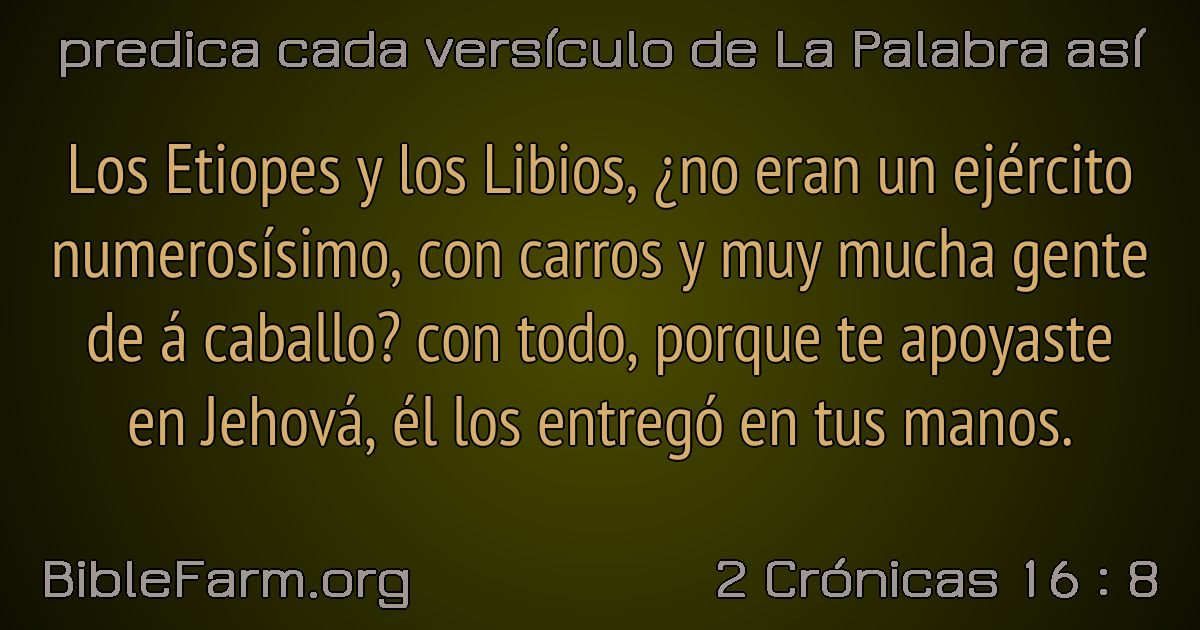 predica cada versículo de La Palabra así
Los Etiopes y los Libios, ¿no eran un ejército
numerosísimo, con carros y muy mucha gente
de á caballo? con todo, porque te apoyaste
en Jehová, él los entregó en tus manos.
BibleFarm.org
2 Crónicas 16 : 8